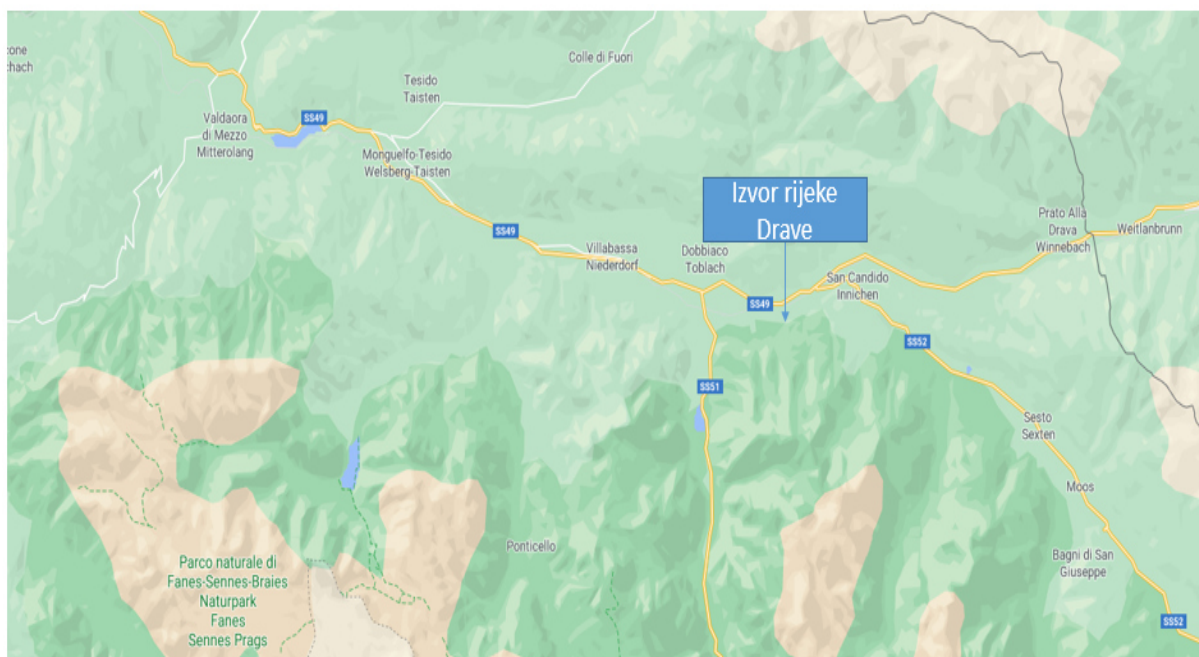 cone
chach
Colle di Fuori
Tesido
Taisten
Valdaora
di Mezzo
Mitterolang
SS49
Monguelfo-Tesido
Welsberg-Taisten
Izvor rijeke
Drave
Prato Alla
Drava
Winnebach
Weitlanbrunn
SS49
Villabassa
Niederdorf
Dobbiaco
Toblach
San Candido
Innichen
SS49
SS52
SS51
Sesto
Sexten
Moos
Ponticello
Bagni di San
Giuseppe
Parco naturale di
Fanes-Sennes-Braies
Naturpark
Fanes
Sennes Prags
SS52